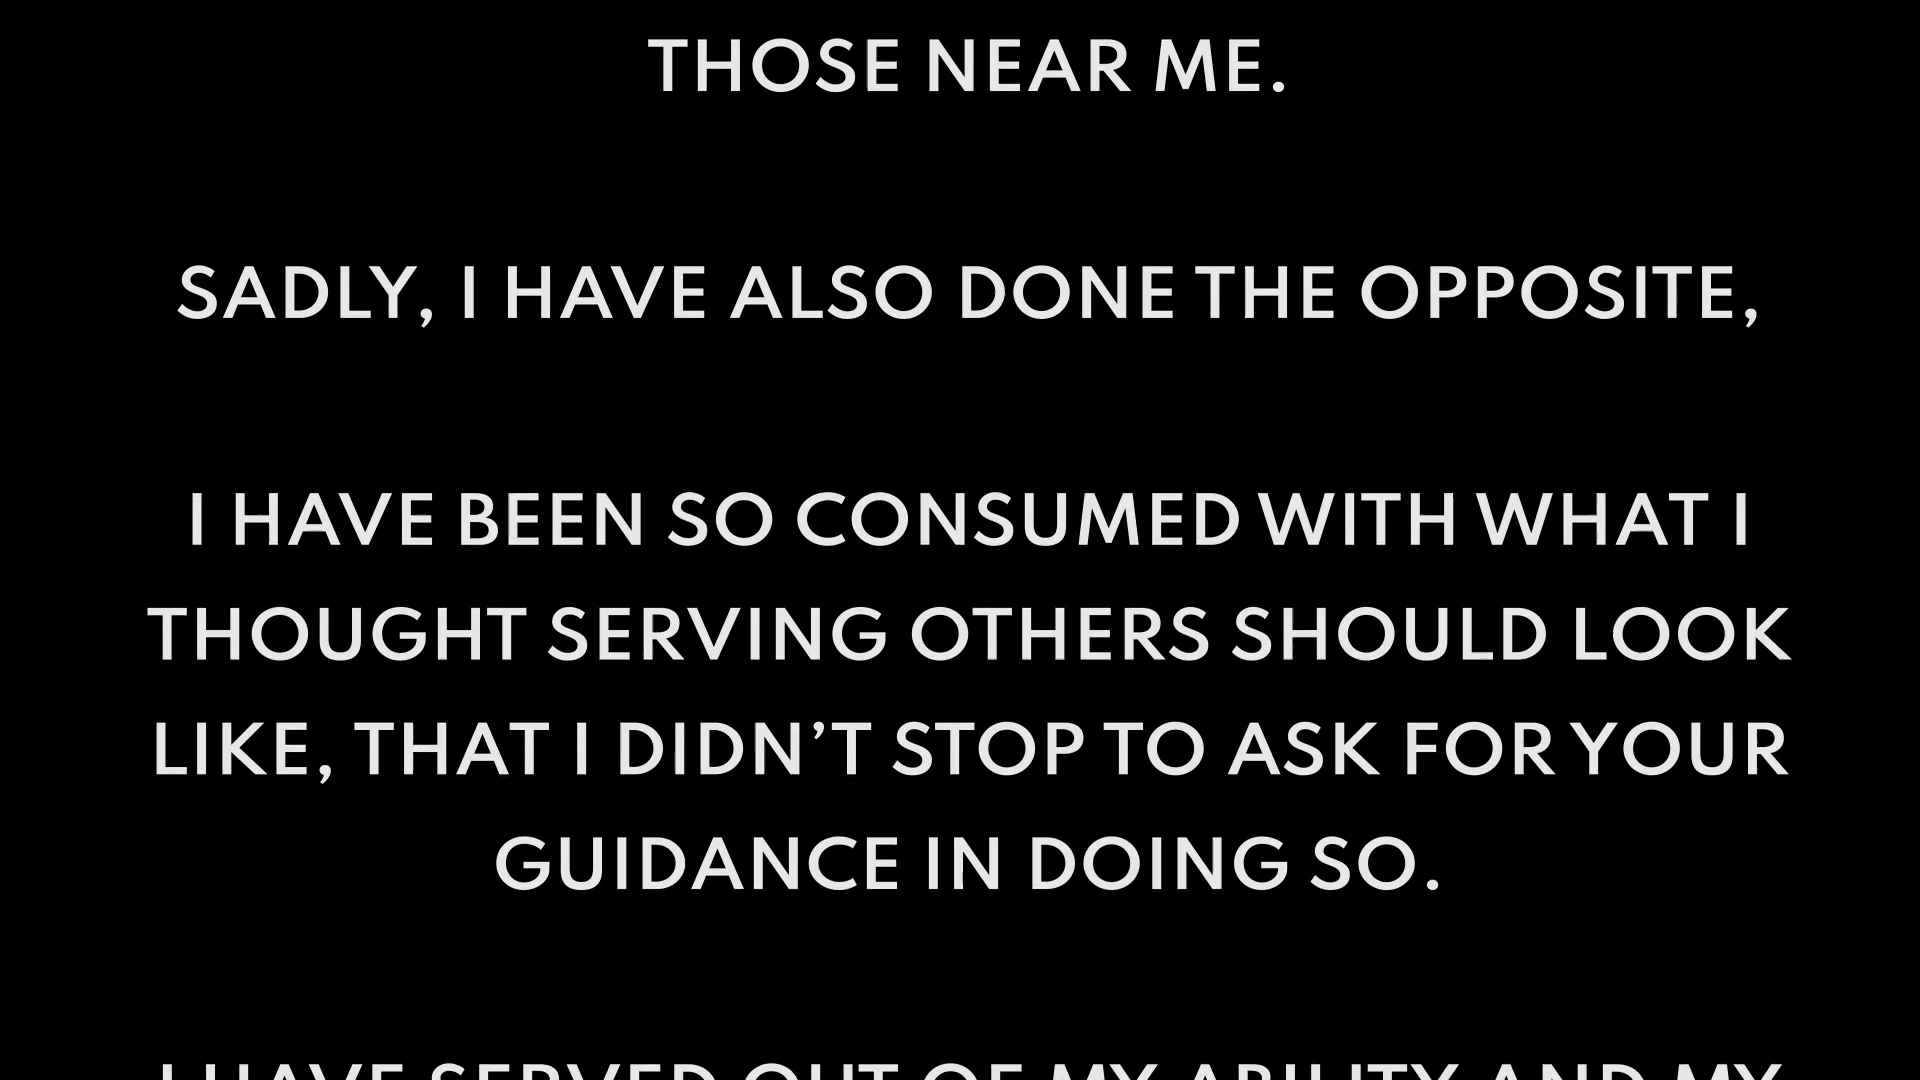 THOSE NEAR ME.
SADLY, I HAVE ALSO DONE THE OPPOSITE,
I HAVE BEEN SO CONSUMED WITH WHAT I
THOUGHT SERVING OTHERS SHOULD LOOK
LIKE, THAT I DIDN’T STOP TO ASK FOR YOUR
GUIDANCE IN DOING SO.
I HAVE SERVED OUT OF MY ABILITY AND MY